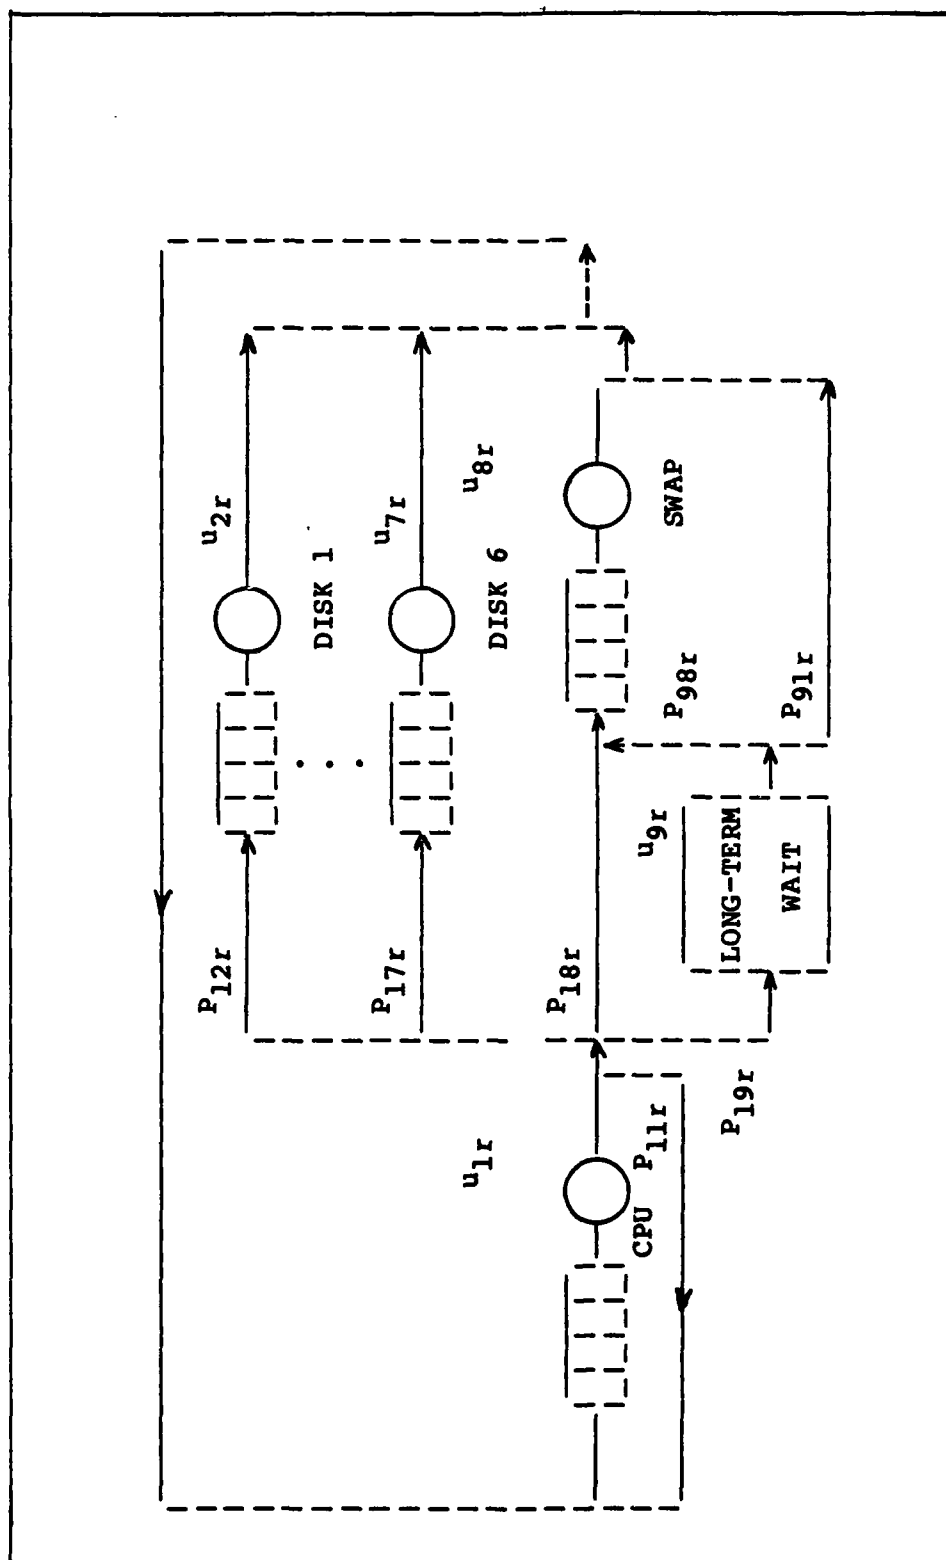 P12r
u2r
DISK 1
P17r
u7r
u1r
u8r
DISK 6
P18r
CPU
P11r
u9r
SWAP
P98r
P19r
LONG-TERM
WAIT
P91r